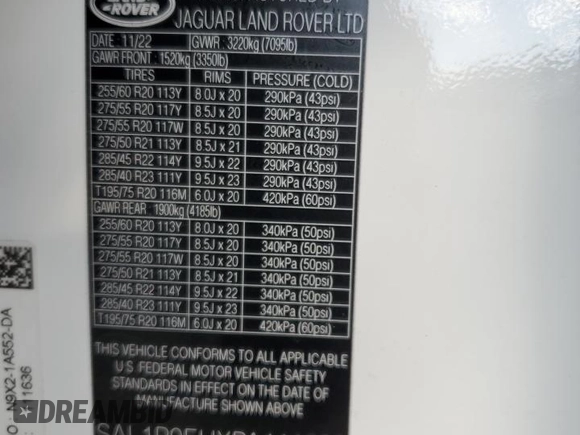 LAND
ROVER
JAGUAR LAND ROVER LTD
DATE : 11/22 GVWR : 3220kg (7095lb)
GAWR FRONT : 1520kg (3350lb)
TIRES RIMS PRESSURE (COLD)
255/60 R20 113Y 8.0J x 20 290kPa (43psi)
275/55 R20 117Y 8.5J x 20 290kPa (43psi)
275/55 R20 117W 8.5J x 20 290kPa (43psi)
275/50 R21 113Y 8.5J x 21 290kPa (43psi)
285/45 R22 114Y 9.5J x 22 290kPa (43psi)
285/40 R23 111Y 9.5J x 23 290kPa (43psi)
T195/75 R20 116M 6.0J x 20 420kPa (60psi)
GAWR REAR : 1900kg (4185lb)
255/60 R20 113Y 8.0J x 20 340kPa (50psi)
275/55 R20 117Y 8.5J x 20 340kPa (50psi)
275/55 R20 117W 8.5J x 20 340kPa (50psi)
275/50 R21 113Y 8.5J x 21 340kPa (50psi)
285/45 R22 114Y 9.5J x 22 340kPa (50psi)
285/40 R23 111Y 9.5J x 23 340kPa (50psi)
T195/75 R20 116M 6.0J x 20 420kPa (60psi)
THIS VEHICLE CONFORMS TO ALL APPLICABLE
U.S. FEDERAL MOTOR VEHICLE SAFETY
STANDARDS IN EFFECT ON THE DATE OF
MANUFACTURE SHOWN ABOVE
N9X2-1A552-DA
DREAMBID